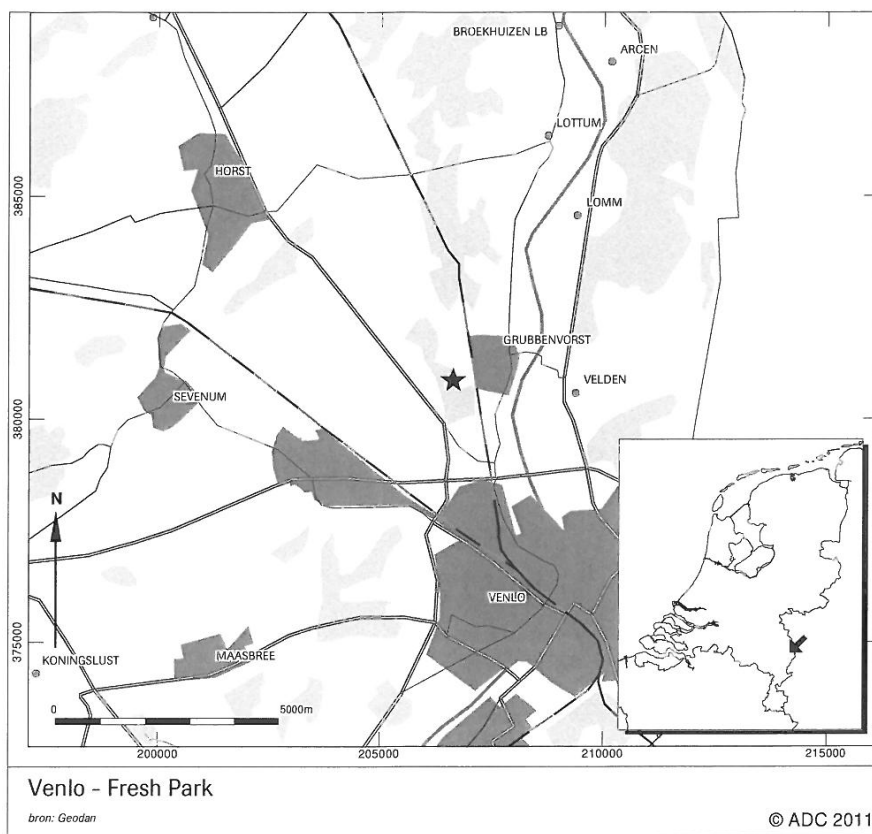 BROEKHUIZEN LB
ARCEN
LOTTUM
HORST
385000
LOMM
GRUBBENVORST
VELDEN
SEVENUM
380000
N
VENLO
KONINGSLUST
MAASBREE
375000
0
5000m
200000
205000
210000
215000
Venlo - Fresh Park
bron: Geodan
© ADC 2011